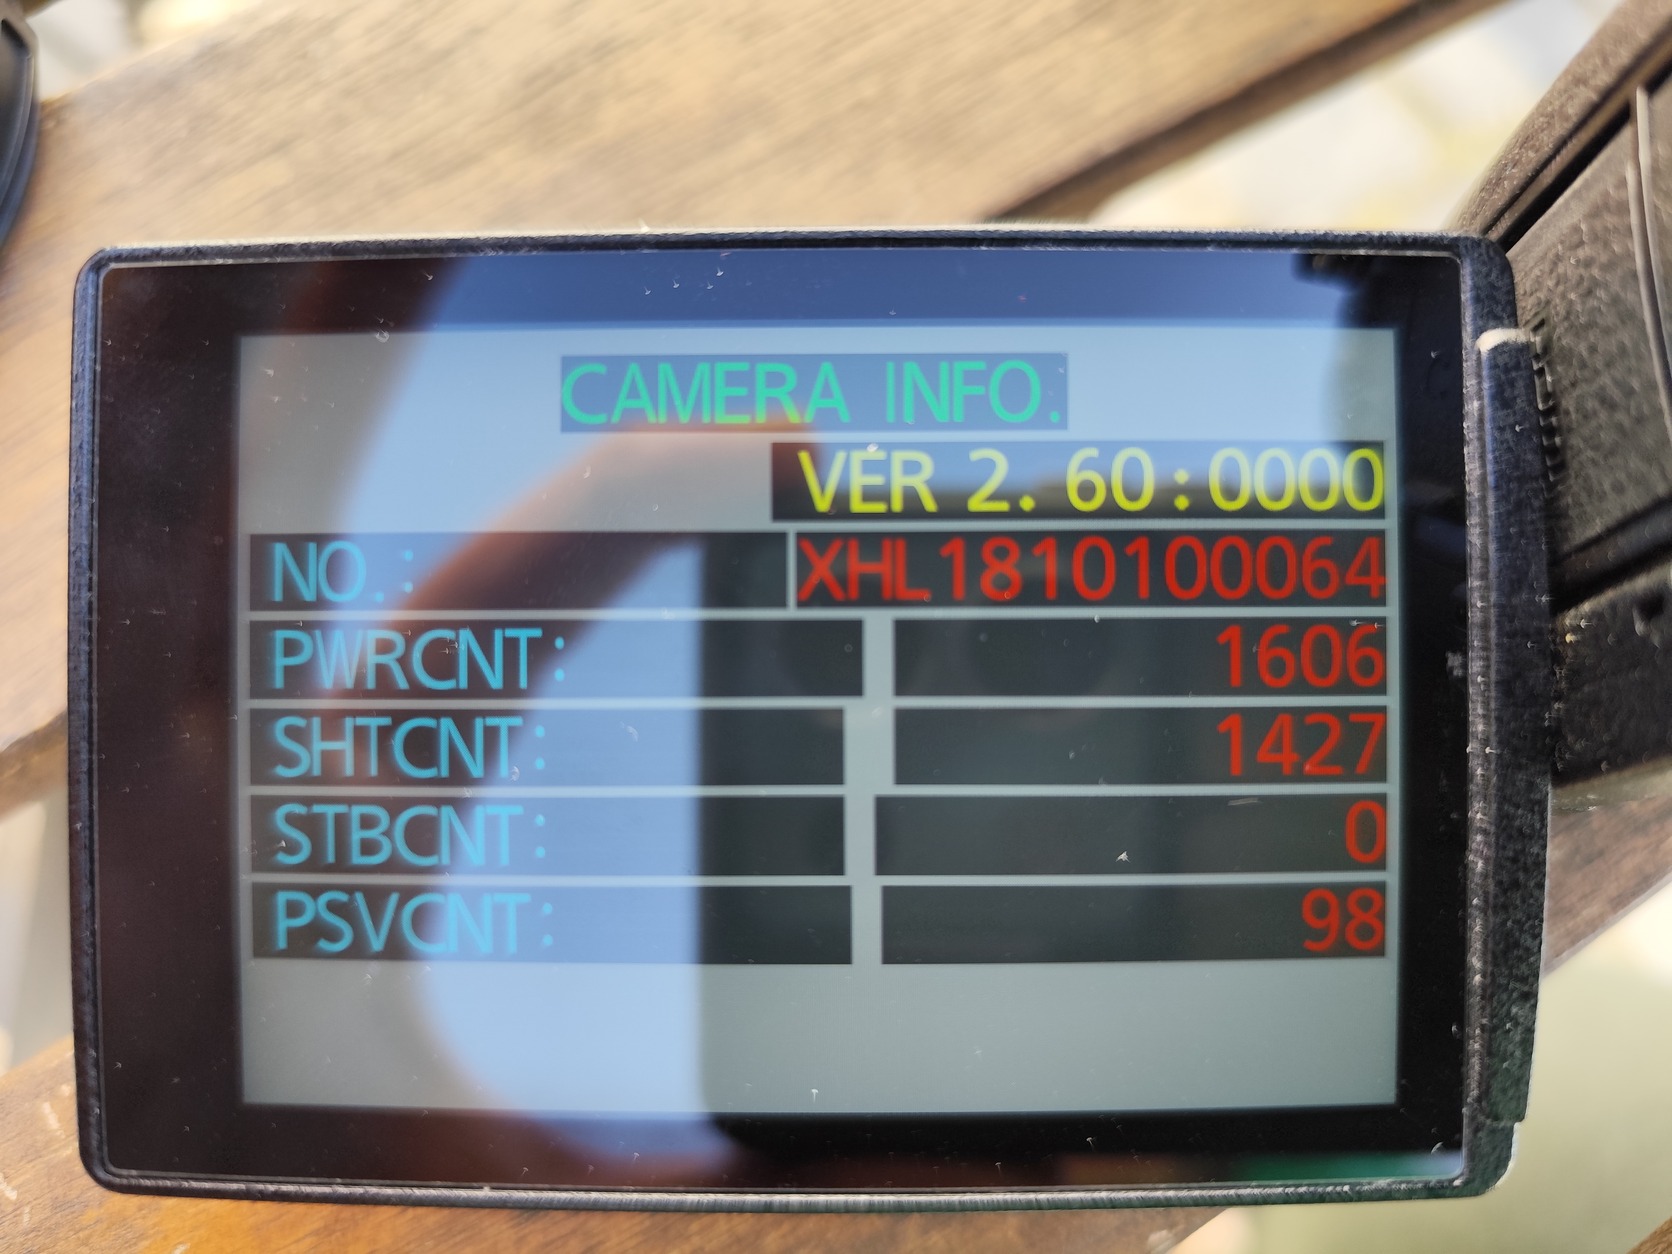 CAMERA INFO.
VER 2. 60:0000
NO.: XHL1810100064
PWRCNT: 1606
SHTCNT: 1427
STBCNT: 0
PSVCNT: 98